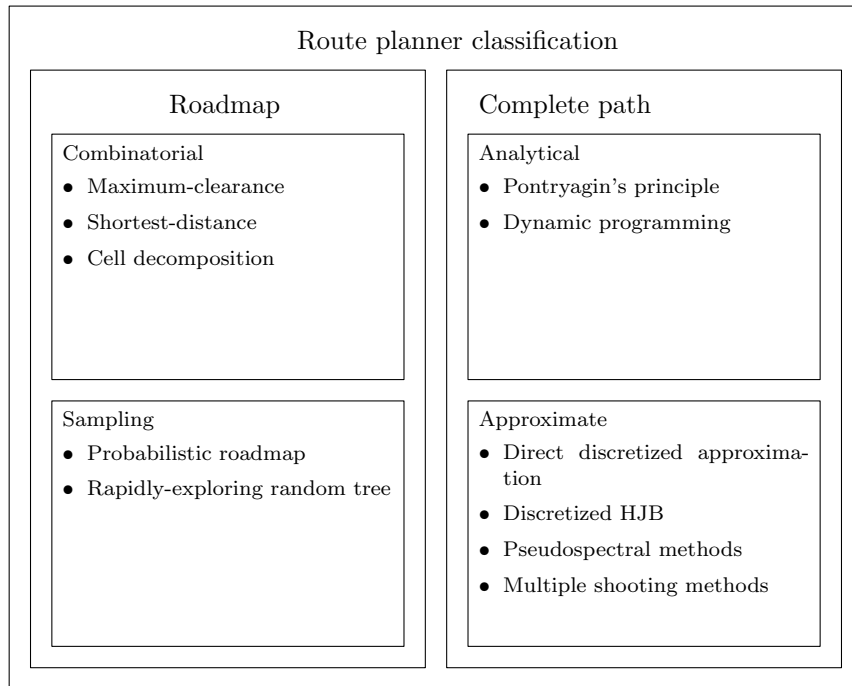 Route planner classification
Roadmap
Combinatorial
• Maximum-clearance
• Shortest-distance
• Cell decomposition
Sampling
• Probabilistic roadmap
• Rapidly-exploring random tree
Complete path
Analytical
• Pontryagin's principle
• Dynamic programming
Approximate
• Direct discretized approxima-
tion
• Discretized HJB
• Pseudospectral methods
• Multiple shooting methods